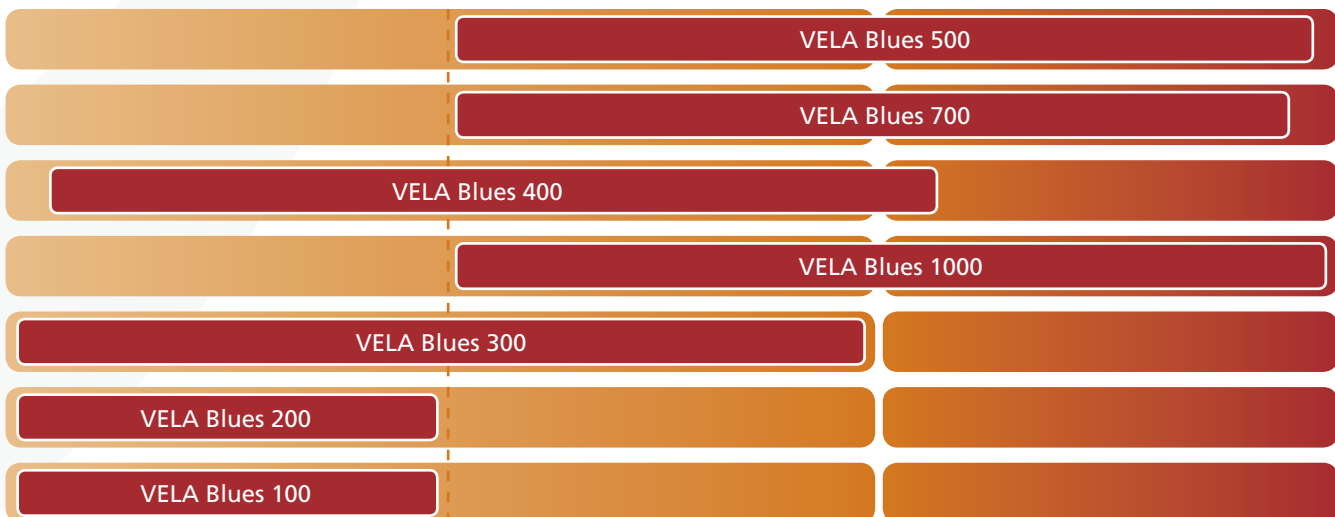 VELA Blues 500
VELA Blues 700
VELA Blues 400
VELA Blues 1000
VELA Blues 300
VELA Blues 200
VELA Blues 100